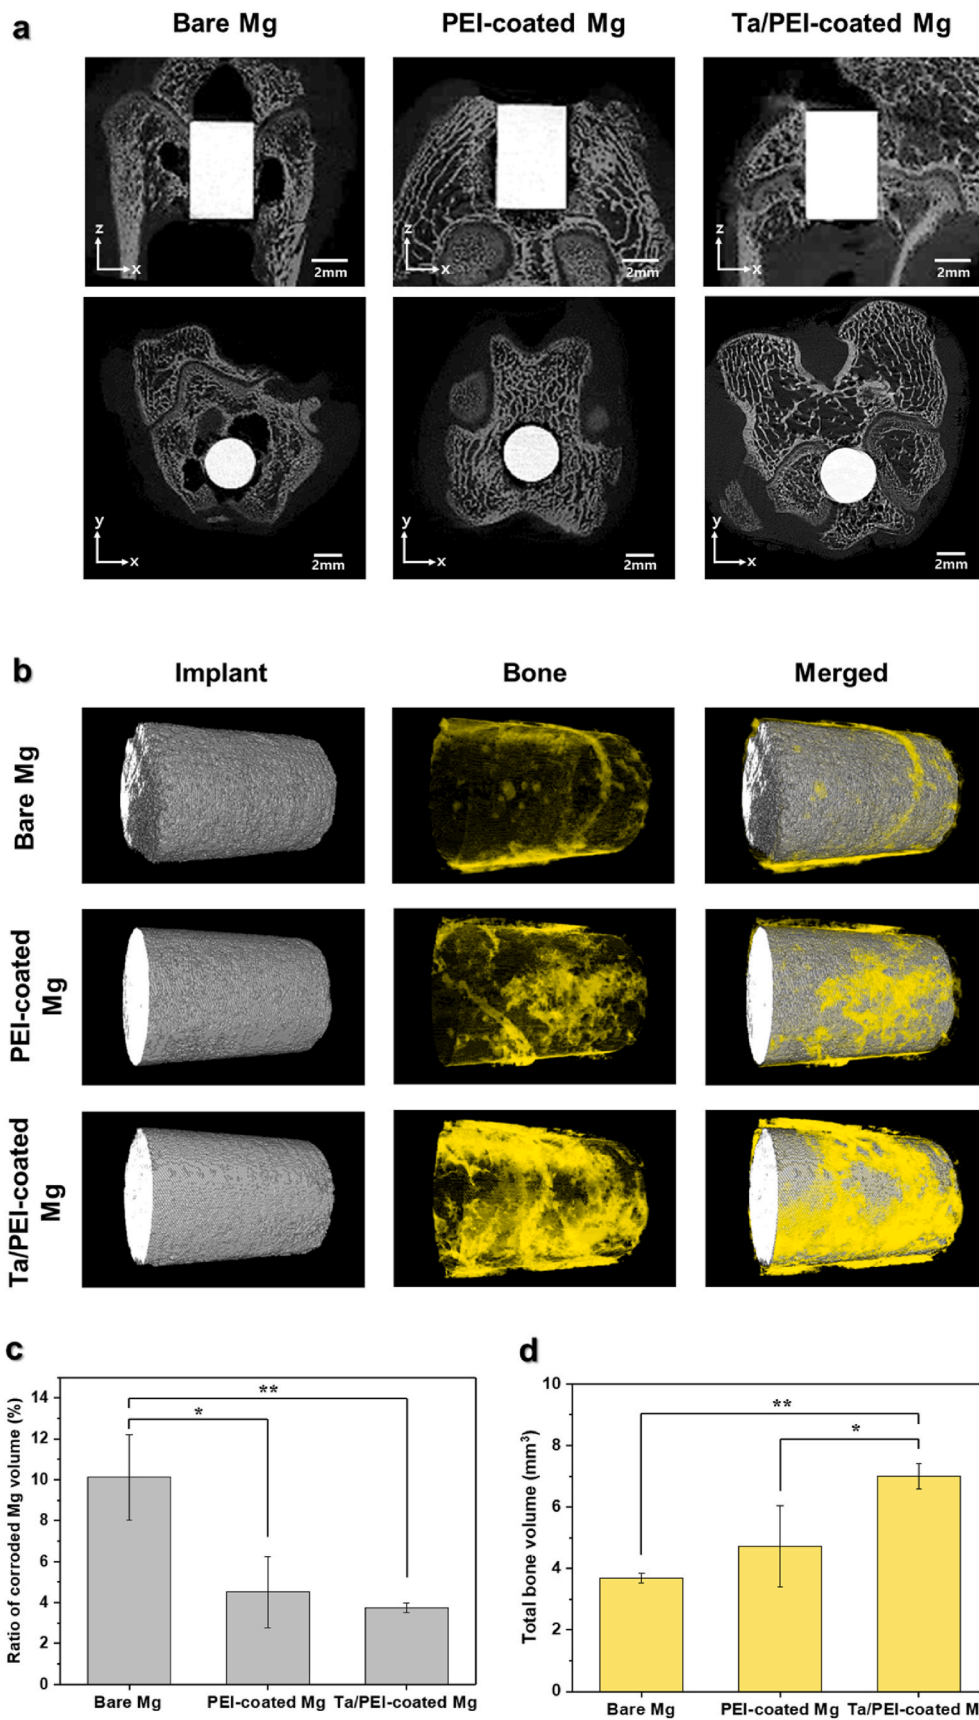 a
Bare Mg
PEI-coated Mg
Ta/PEI-coated Mg
z
x
2mm
z
x
2mm
z
x
2mm
y
x
2mm
y
x
2mm
y
x
2mm
b
Implant
Bone
Merged
Bare Mg
PEI-coated
Mg
Ta/PEI-coated
Mg
c
Ratio of corroded Mg volume (%)
14
12
10
8
6
4
2
0
**
*
Bare Mg
PEI-coated Mg
Ta/PEI-coated Mg
d
Total bone volume (mm³)
10
8
6
4
2
0
**
*
Bare Mg
PEI-coated Mg
Ta/PEI-coated M